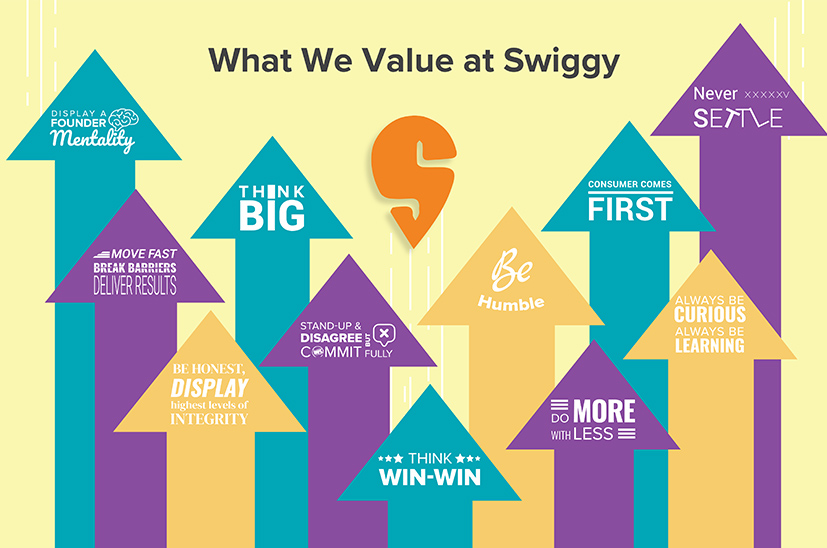 What We Value at Swiggy
DISPLAY A
FOUNDER
Mentality
THINK
BIG
CONSUMER COMES
FIRST
Never xxxxxv
SETTLE
MOVE FAST
BREAK BARRIERS
DELIVER RESULTS
STAND-UP &
DISAGREE BUT
COMMIT FULLY
Be
Humble
ALWAYS BE
CURIOUS
ALWAYS BE
LEARNING
BE HONEST,
DISPLAY
highest levels of
INTEGRITY
THINK
WIN-WIN
DO MORE
WITH LESS